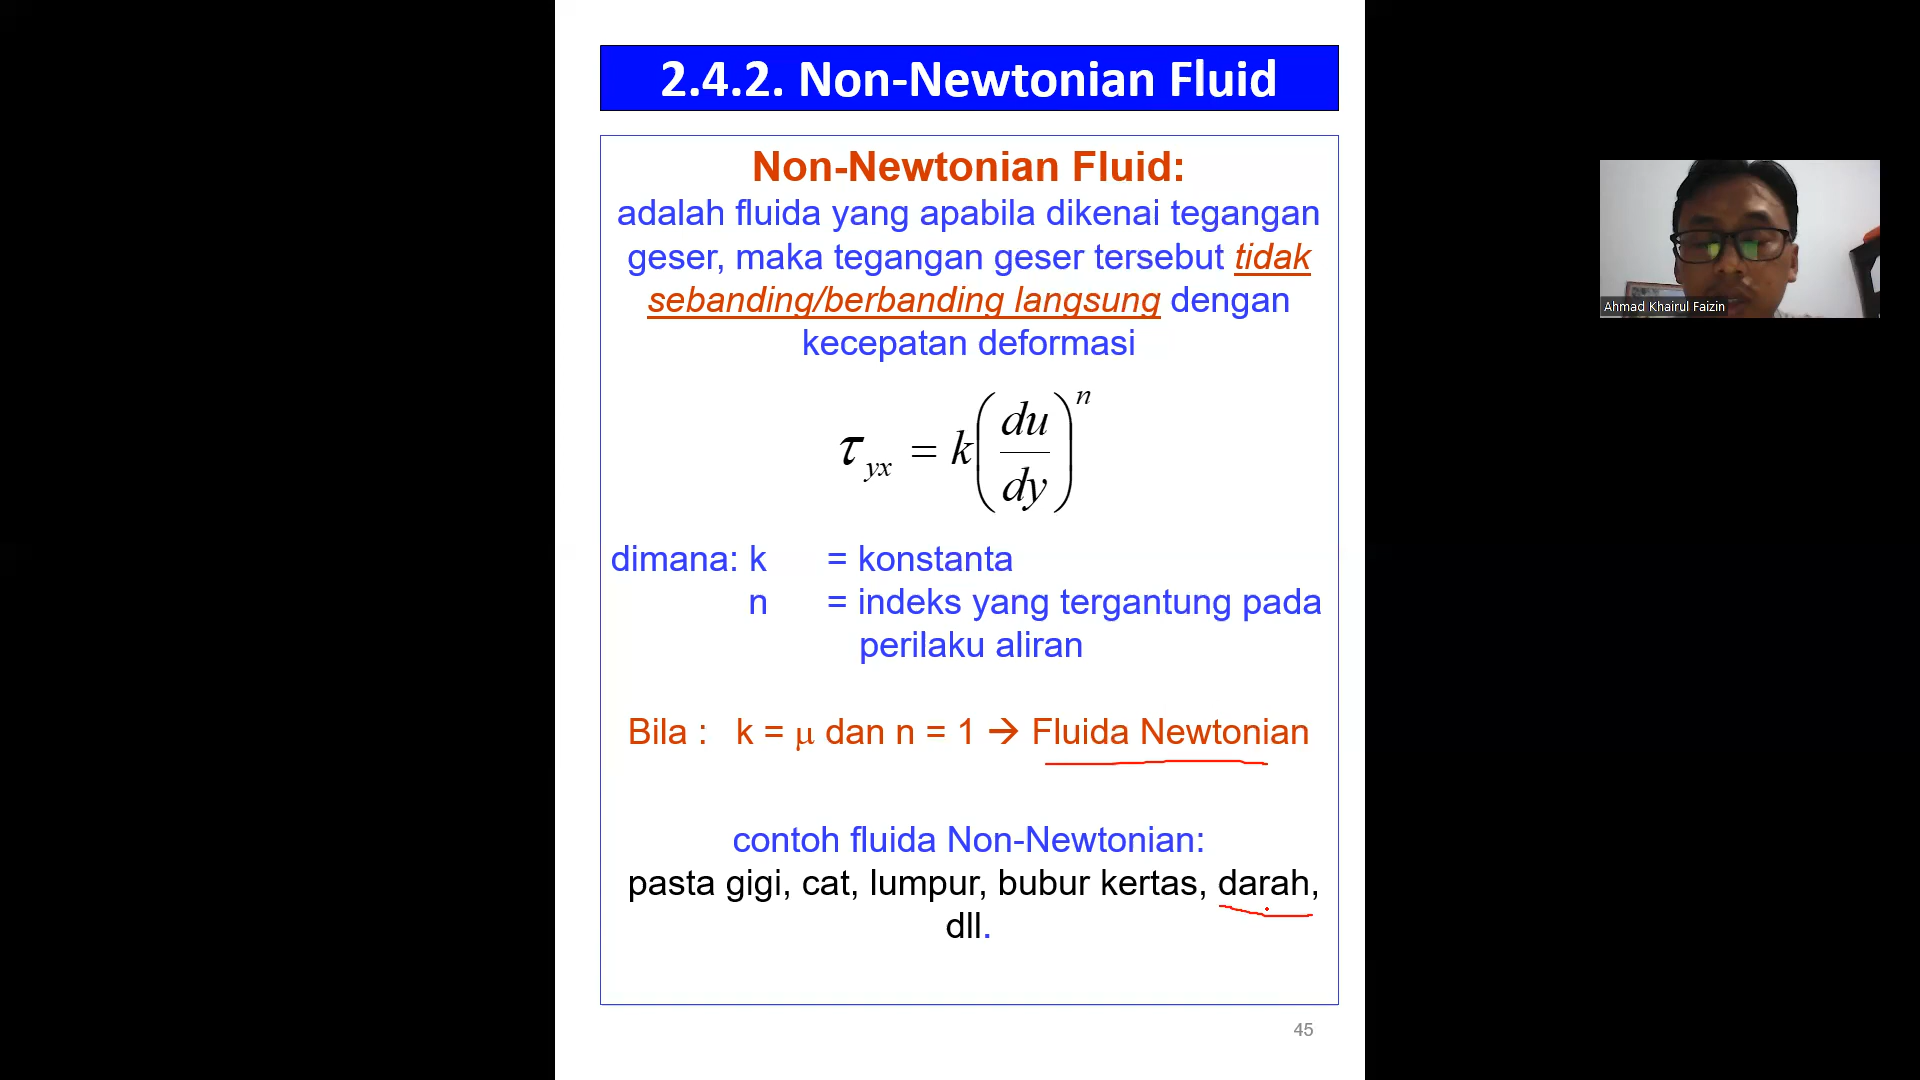 2.4.2. Non-Newtonian Fluid
Non-Newtonian Fluid:
adalah fluida yang apabila dikenai tegangan
geser, maka tegangan geser tersebut tidak
sebanding/berbanding langsung dengan
kecepatan deformasi
τ_yx = k(du/dy)^n
dimana: k = konstanta
n = indeks yang tergantung pada
perilaku aliran
Bila : k = μ dan n = 1 → Fluida Newtonian
contoh fluida Non-Newtonian:
pasta gigi, cat, lumpur, bubur kertas, darah,
dll.
45
Ahmad Khairul Faizin